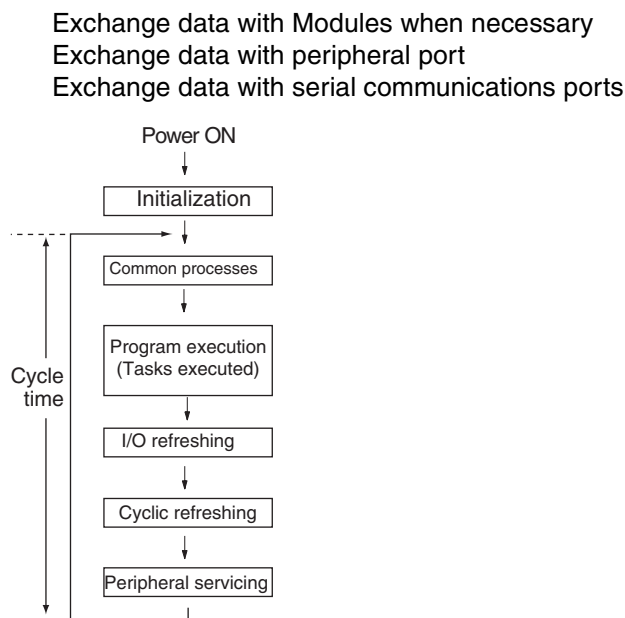 Exchange data with Modules when necessary
Exchange data with peripheral port
Exchange data with serial communications ports
Power ON
Initialization
Common processes
Program execution
(Tasks executed)
Cycle
time
I/O refreshing
Cyclic refreshing
Peripheral servicing